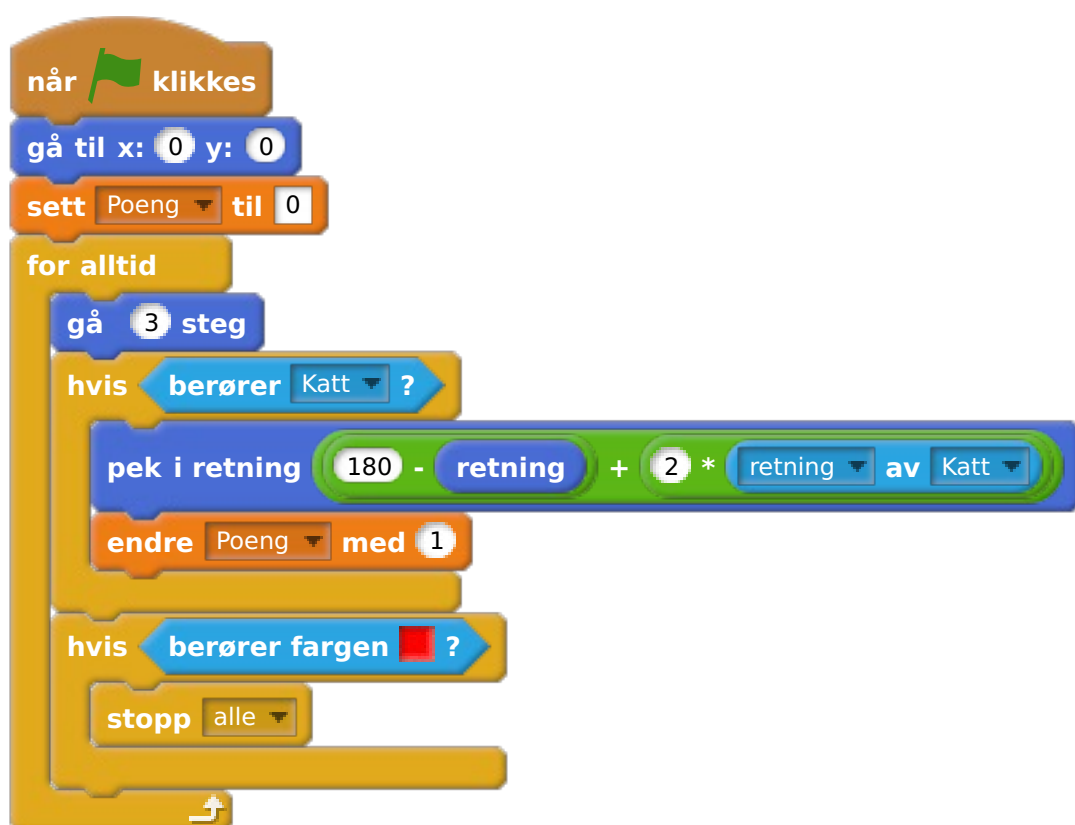 når klikkes
gå til x: 0 y: 0
sett Poeng til 0
for alltid
gå 3 steg
hvis berører Katt ?
pek i retning 180 - retning + 2 * retning av Katt
endre Poeng med 1
hvis berører fargen ?
stopp alle